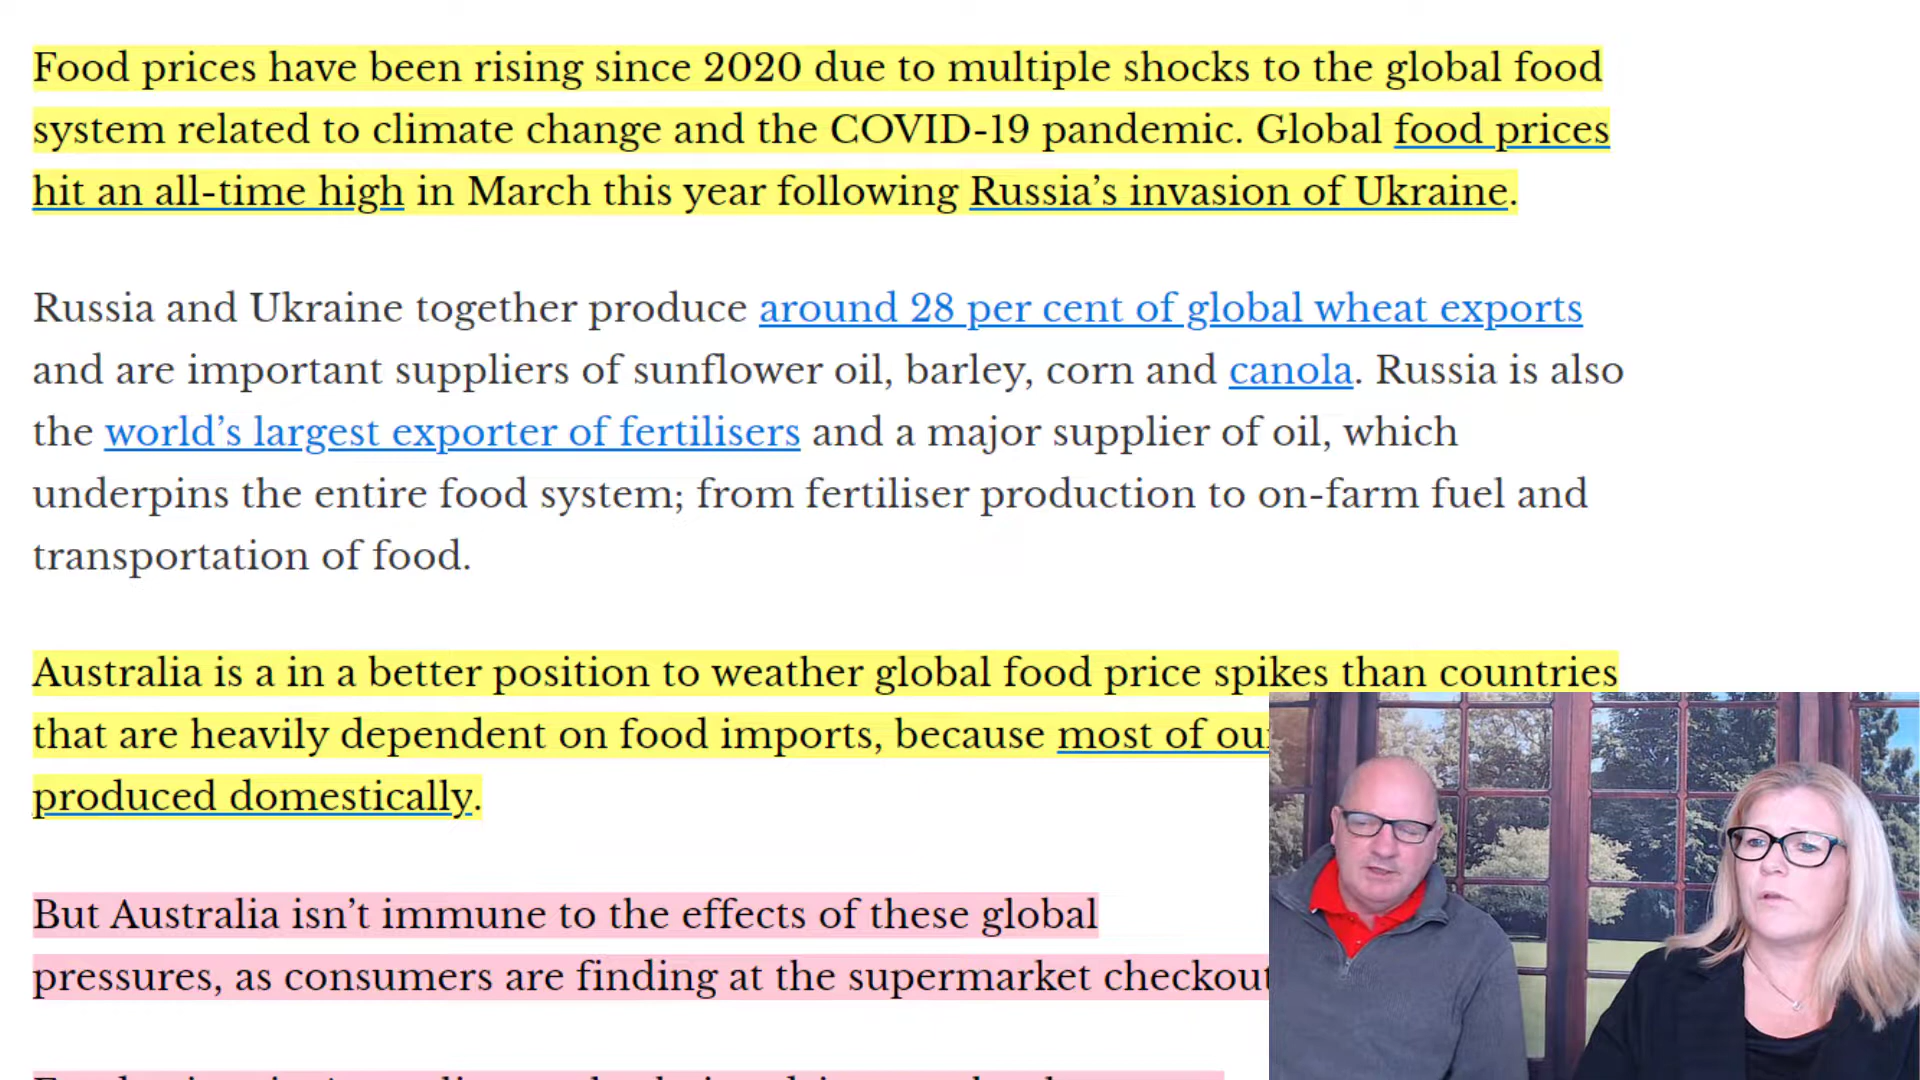 Food prices have been rising since 2020 due to multiple shocks to the global food
system related to climate change and the COVID-19 pandemic. Global food prices
hit an all-time high in March this year following Russia’s invasion of Ukraine.
Russia and Ukraine together produce around 28 per cent of global wheat exports
and are important suppliers of sunflower oil, barley, corn and canola. Russia is also
the world’s largest exporter of fertilisers and a major supplier of oil, which
underpins the entire food system; from fertiliser production to on-farm fuel and
transportation of food.
Australia is a in a better position to weather global food price spikes than countries
that are heavily dependent on food imports, because most of
produced domestically.
But Australia isn’t immune to the effects of these global
pressures, as consumers are finding at the supermarket checkout